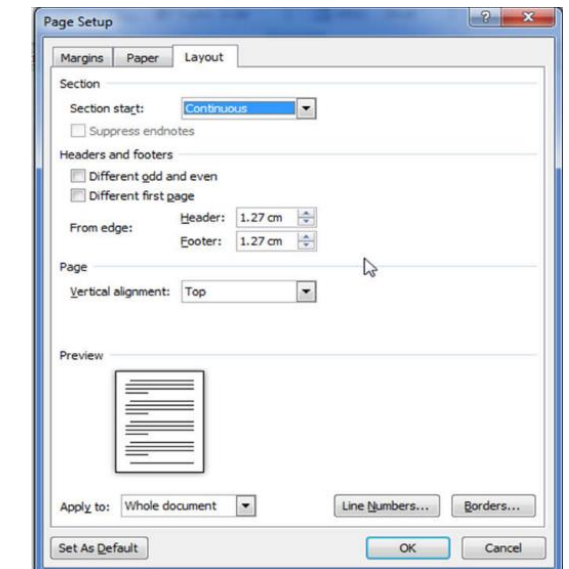 Page Setup
Margins Paper Layout
Section
Section start: Continuous
Suppress endnotes
Headers and footers
Different odd and even
Different first page
From edge:
Header: 1.27 cm
Footer: 1.27 cm
Page
Vertical alignment: Top
Preview
Apply to: Whole document Line Numbers... Borders...
Set As Default OK Cancel